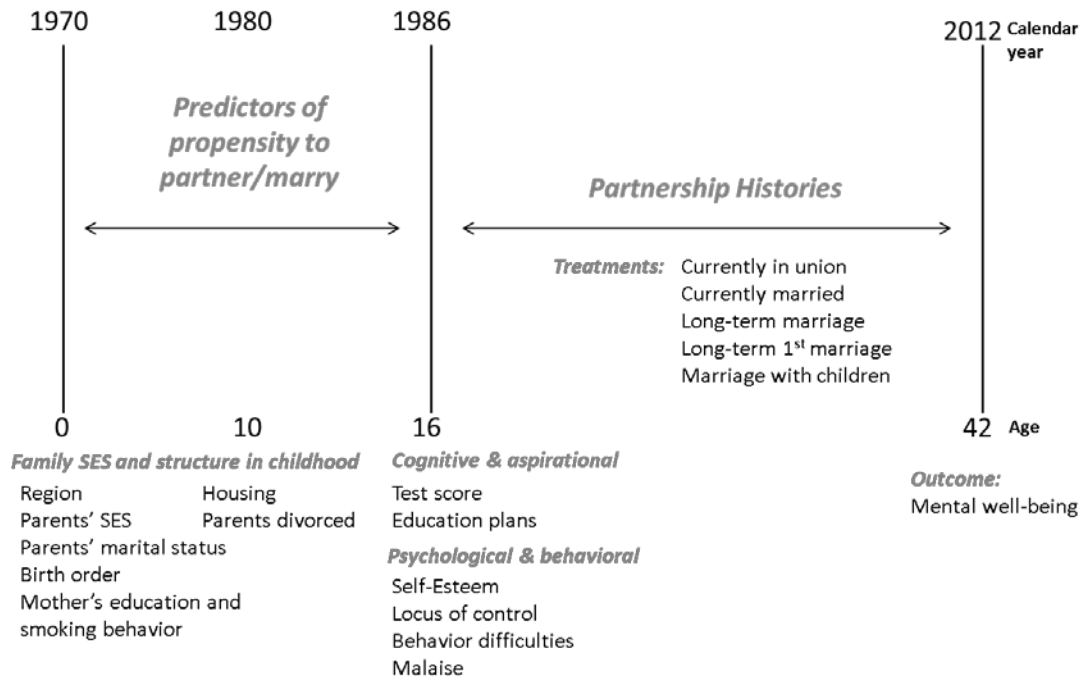 1970 1980 1986 2012 Calendar
year
Predictors of
propensity to
partner/marry
Partnership Histories
Treatments: Currently in union
Currently married
Long-term marriage
Long-term 1st marriage
Marriage with children
0 10 16 42 Age
Family SES and structure in childhood
Region Housing
Parents' SES Parents divorced
Parents' marital status
Birth order
Mother's education and
smoking behavior
Cognitive & aspirational
Test score
Education plans
Psychological & behavioral
Self-Esteem
Locus of control
Behavior difficulties
Malaise
Outcome:
Mental well-being